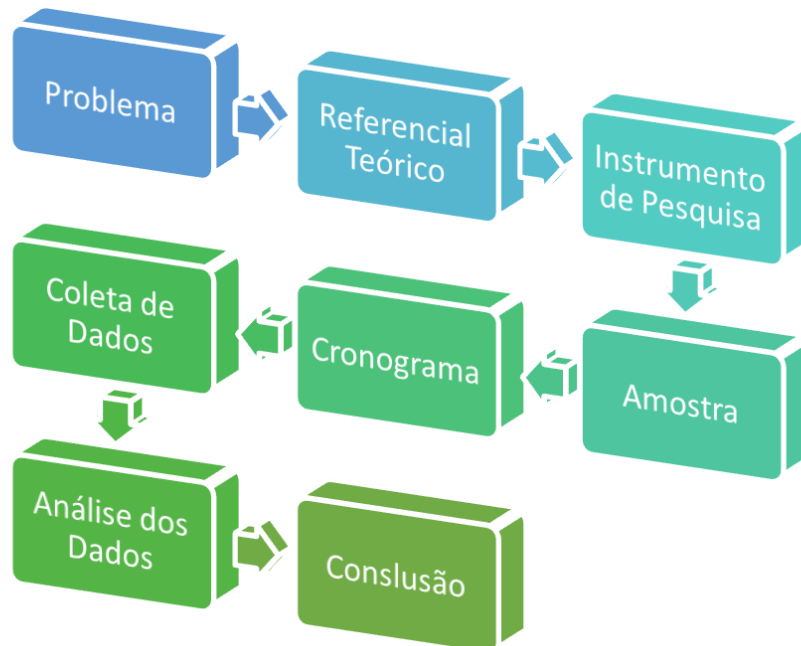 Problema
Referencial
Teórico
Instrumento
de Pesquisa
Amostra
Cronograma
Coleta de
Dados
Análise dos
Dados
Conslusão